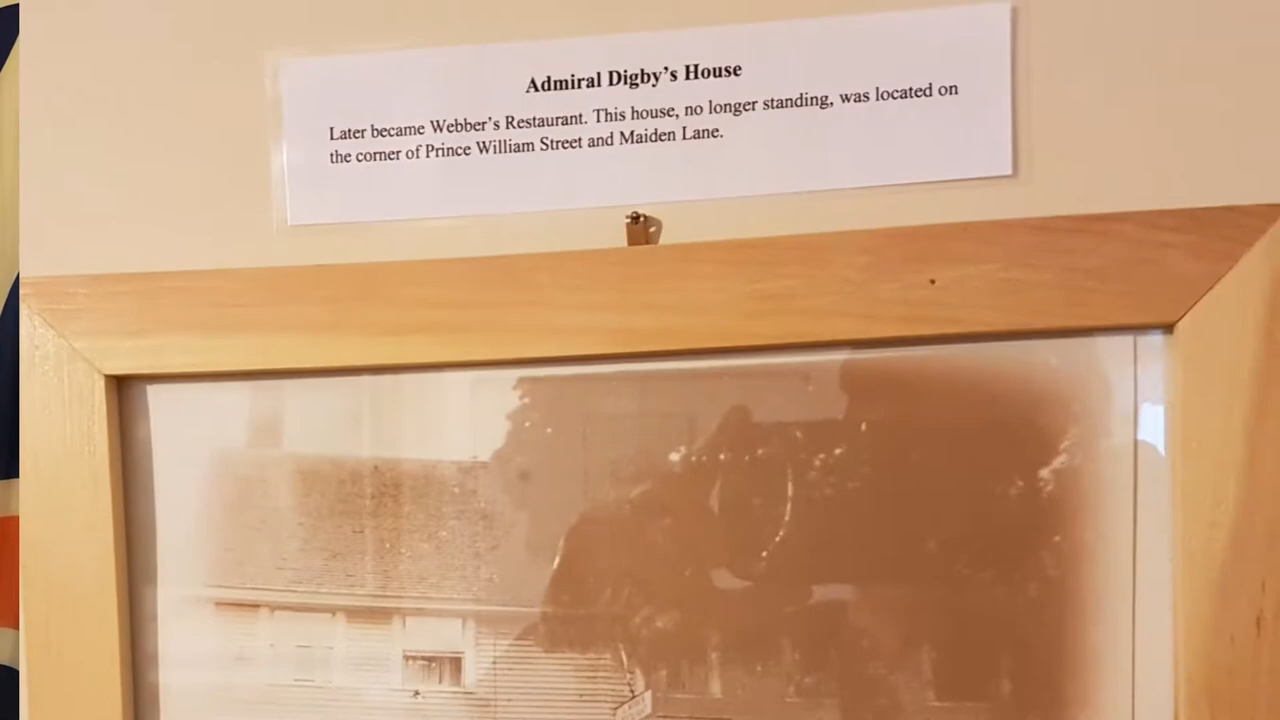 Admiral Digby's House
Later became Webber's Restaurant. This house, no longer standing, was located on
the corner of Prince William Street and Maiden Lane.